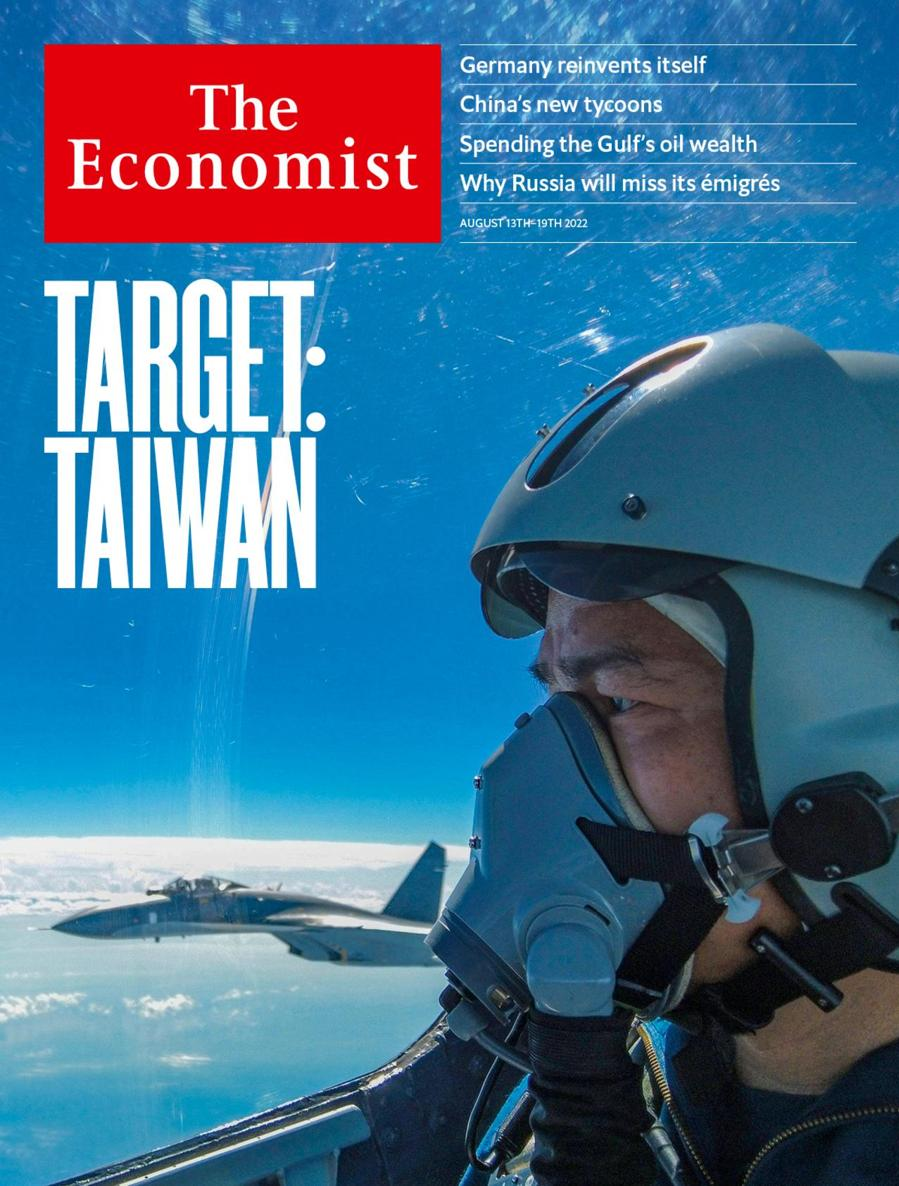 The
Economist
Germany reinvents itself
China's new tycoons
Spending the Gulf's oil wealth
Why Russia will miss its émigrés
AUGUST 13TH–19TH 2022
TARGET:
TAIWAN